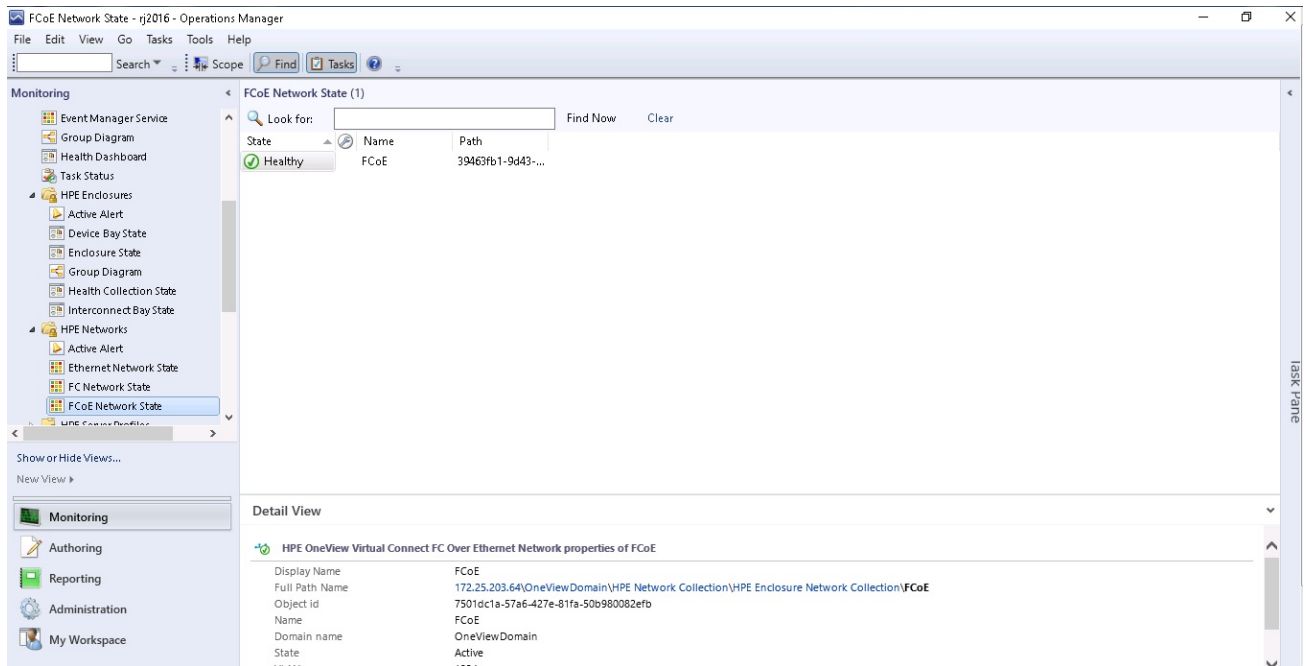 FCoE Network State - rj2016 - Operations Manager
File Edit View Go Tasks Tools Help
Search Scope Find Tasks
Monitoring
Event Manager Service
Group Diagram
Health Dashboard
Task Status
HPE Enclosures
Active Alert
Device Bay State
Enclosure State
Group Diagram
Health Collection State
Interconnect Bay State
HPE Networks
Active Alert
Ethernet Network State
FC Network State
FCoE Network State
HPE Server Profiles
Show or Hide Views...
New View
Monitoring
Authoring
Reporting
Administration
My Workspace
FCoE Network State (1)
Look for: Find Now Clear
State Name Path
Healthy FCoE 39463fb1-9d43-...
Detail View
HPE OneView Virtual Connect FC Over Ethernet Network properties of FCoE
Display Name FCoE
Full Path Name 172.25.203.64\OneViewDomain\HPE Network Collection\HPE Enclosure Network Collection\FCoE
Object id 7501dc1a-57a6-427e-81fa-50b980082efb
Name FCoE
Domain name OneViewDomain
State Active
Task Pane